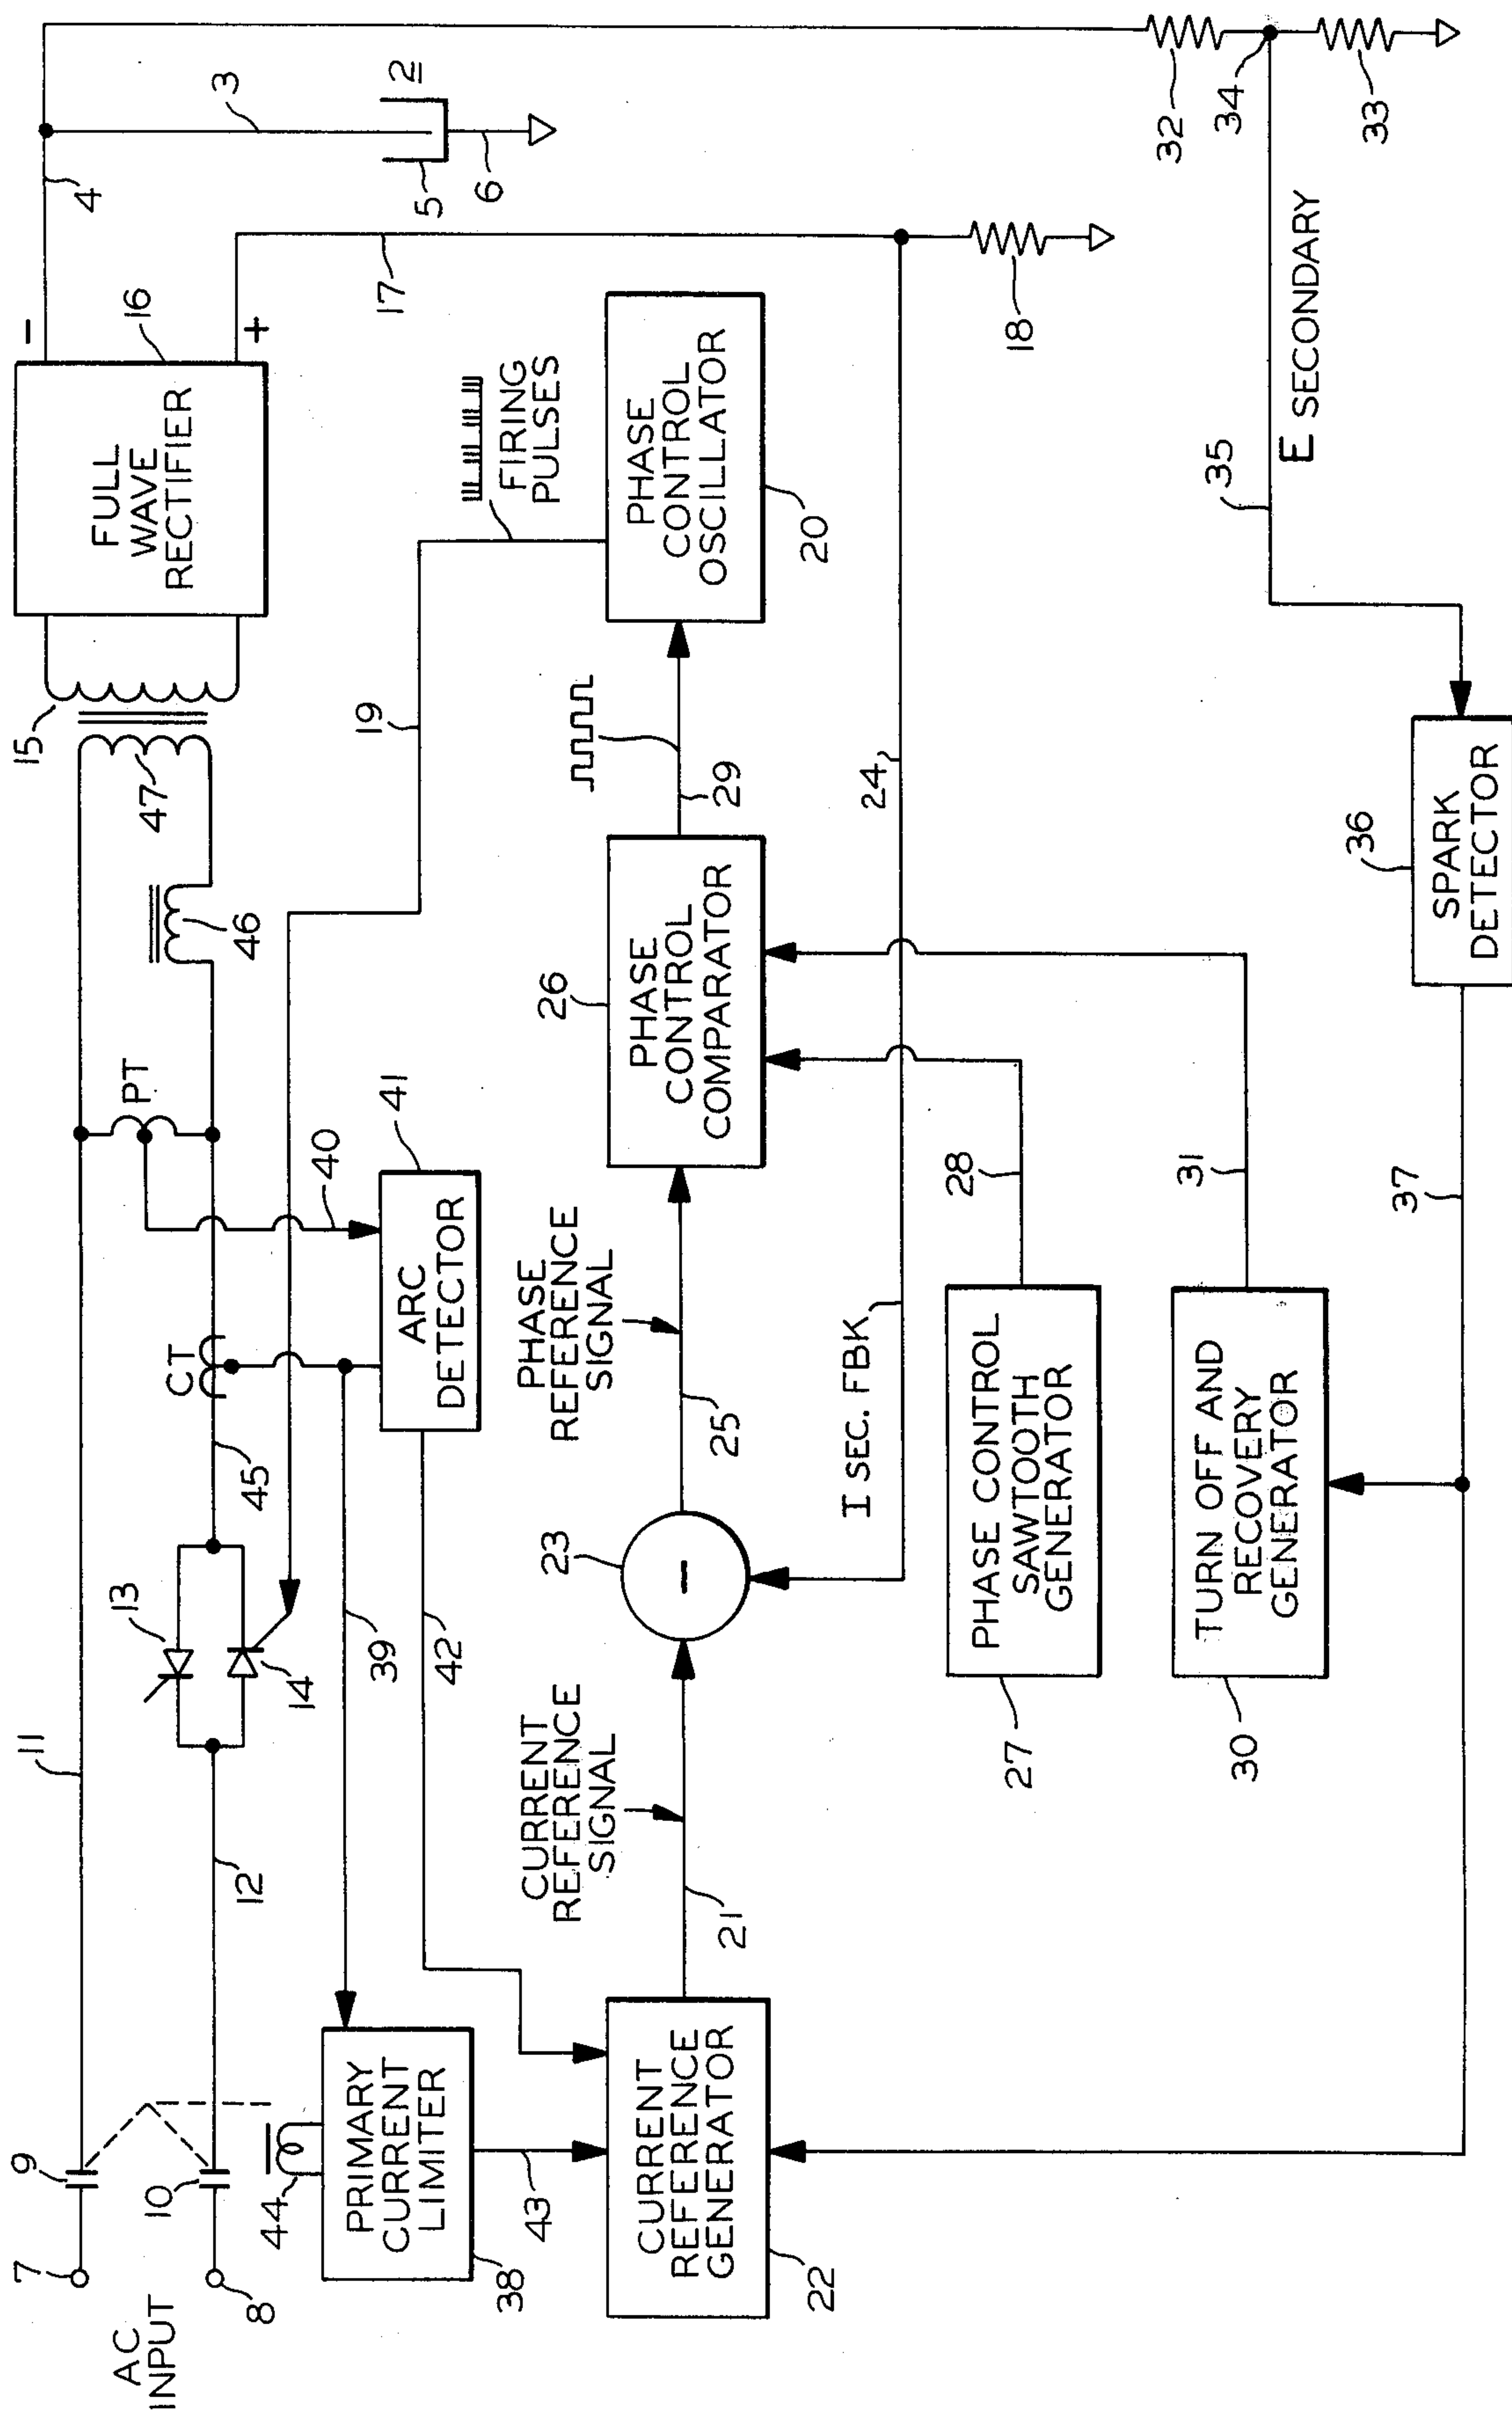 AC
INPUT
7
8
9
10
11
12
13
14
45
CT
PT
40
46
47
15
FULL
WAVE
RECTIFIER
16
-
+
4
3
5
2
6
44
PRIMARY
CURRENT
LIMITER
38
43
39
42
ARC
DETECTOR
41
19
FIRING
PULSES
17
CURRENT
REFERENCE
GENERATOR
22
CURRENT
REFERENCE
SIGNAL
21
23
-
PHASE
REFERENCE
SIGNAL
25
26
PHASE
CONTROL
COMPARATOR
29
PHASE
CONTROL
OSCILLATOR
20
I SEC. FBK
24
18
PHASE CONTROL
SAWTOOTH
GENERATOR
27
28
TURN OFF AND
RECOVERY
GENERATOR
30
31
37
36
SPARK
DETECTOR
35
E SECONDARY
32
34
33